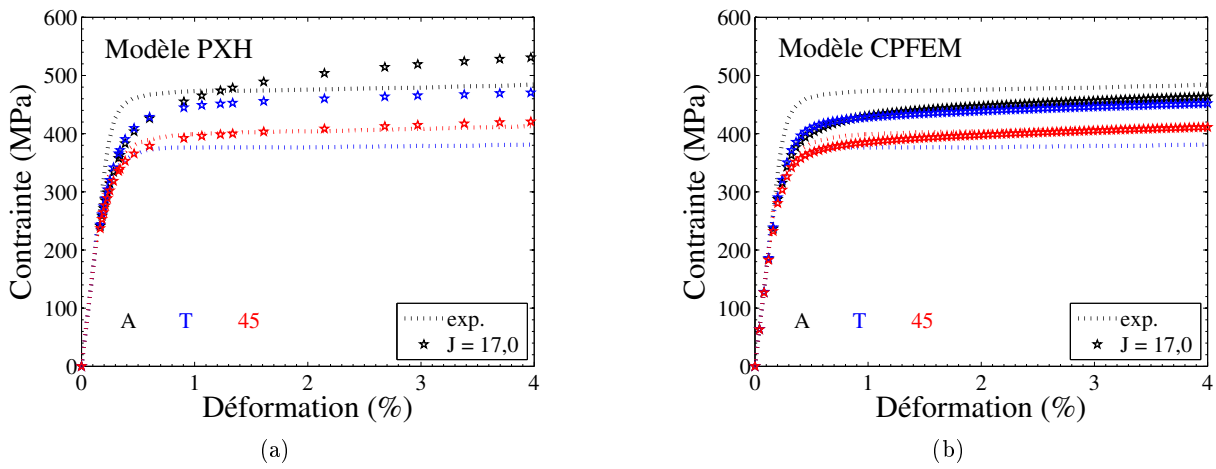 Modèle PXH
Contrainte (MPa)
600
500
400
300
200
100
0
A T 45
exp.
J = 17,0
0 1 2 3 4
Déformation (%)
(a)
Modèle CPFEM
Contrainte (MPa)
600
500
400
300
200
100
0
A T 45
exp.
J = 17,0
0 1 2 3 4
Déformation (%)
(b)